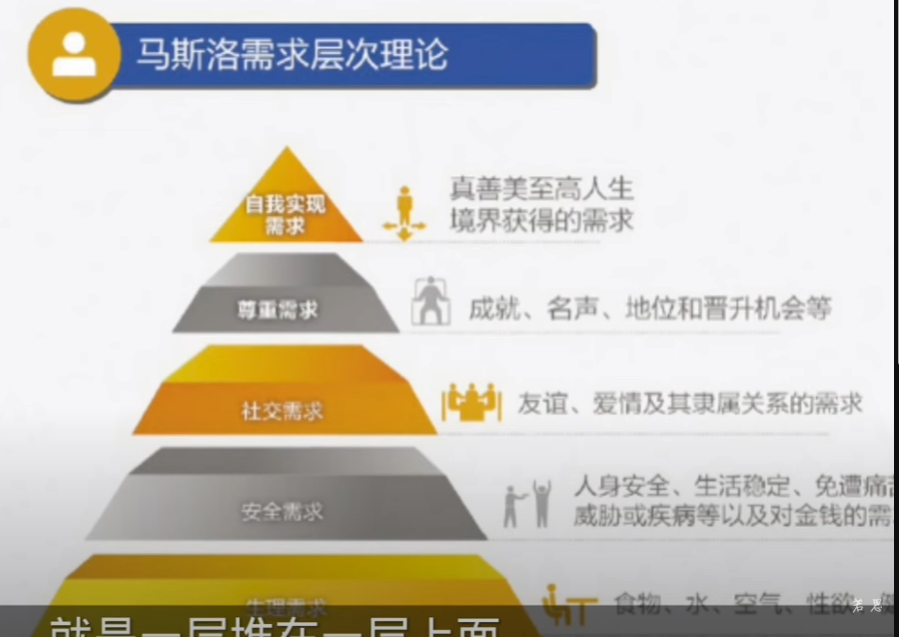 马斯洛需求层次理论
自我实现
需求
真善美至高人生
境界获得的需求
尊重需求
成就、名声、地位和晋升机会等
社交需求
友谊、爱情及其隶属关系的需求
安全需求
人身安全、生活稳定、免遭痛
威胁或疾病等以及对金钱的需
生理需求
食物、水、空气、性欲、
就是一层堆在一层上面